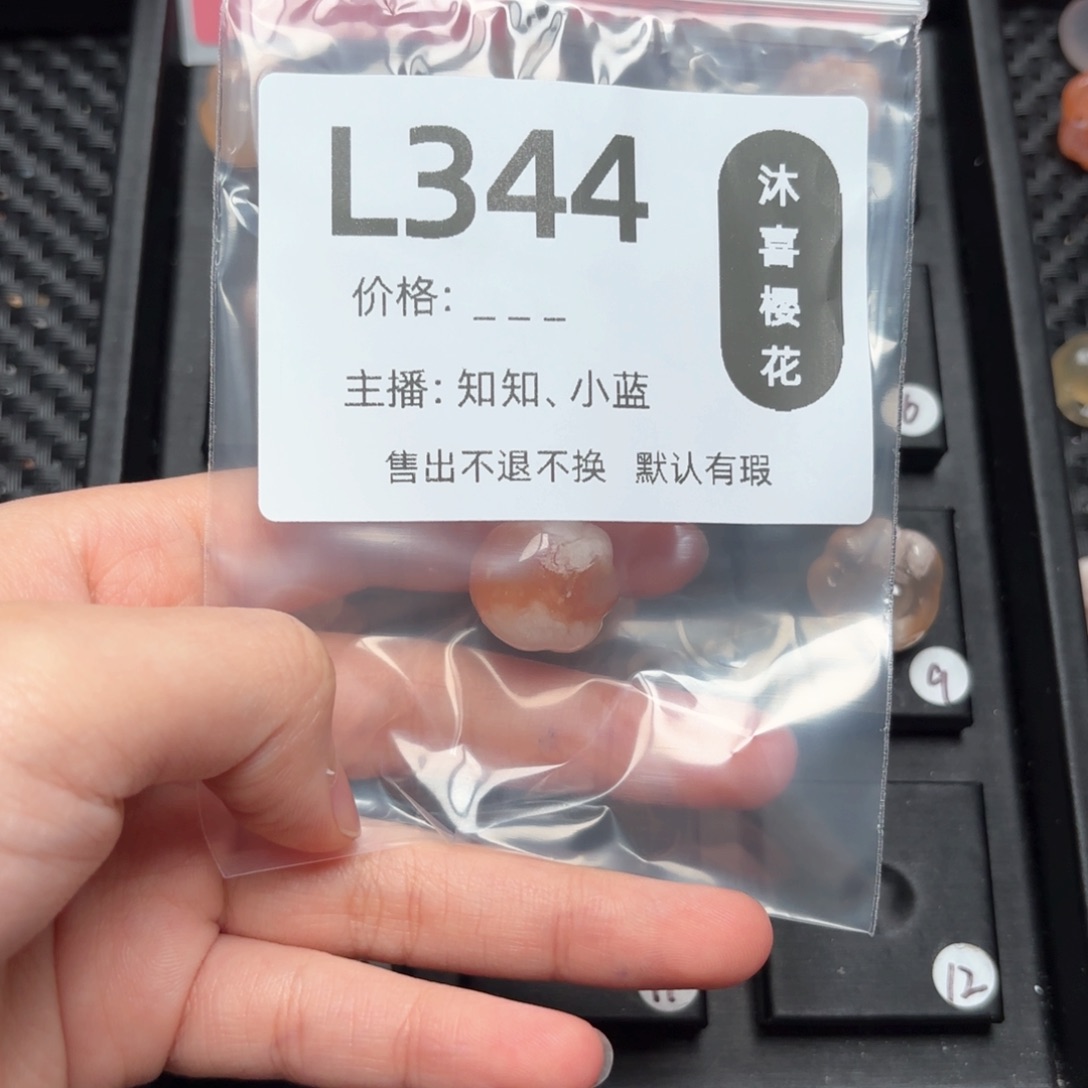 L344
价格：_ _ _
主播：知知、小蓝
售出不退不换 默认有瑕
沐喜樱花
6
9
11
12